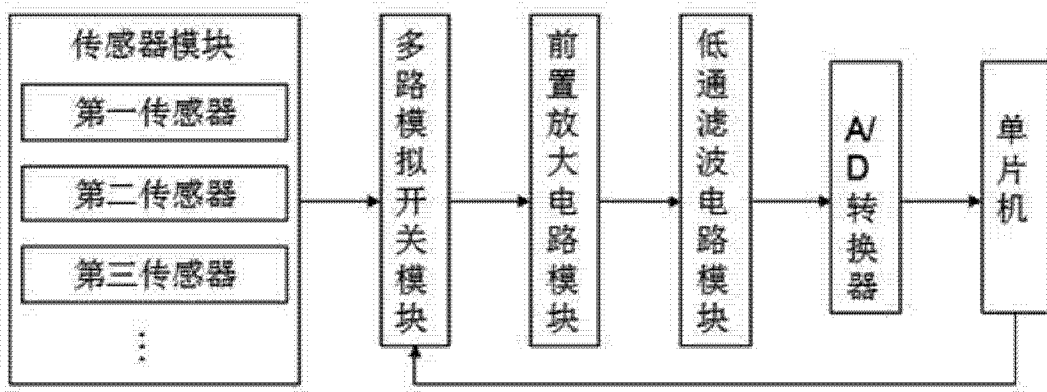 传感器模块
第一传感器
第二传感器
第三传感器
⋮
多路模拟开关模块
前置放大电路模块
低通滤波电路模块
A/D转换器
单片机